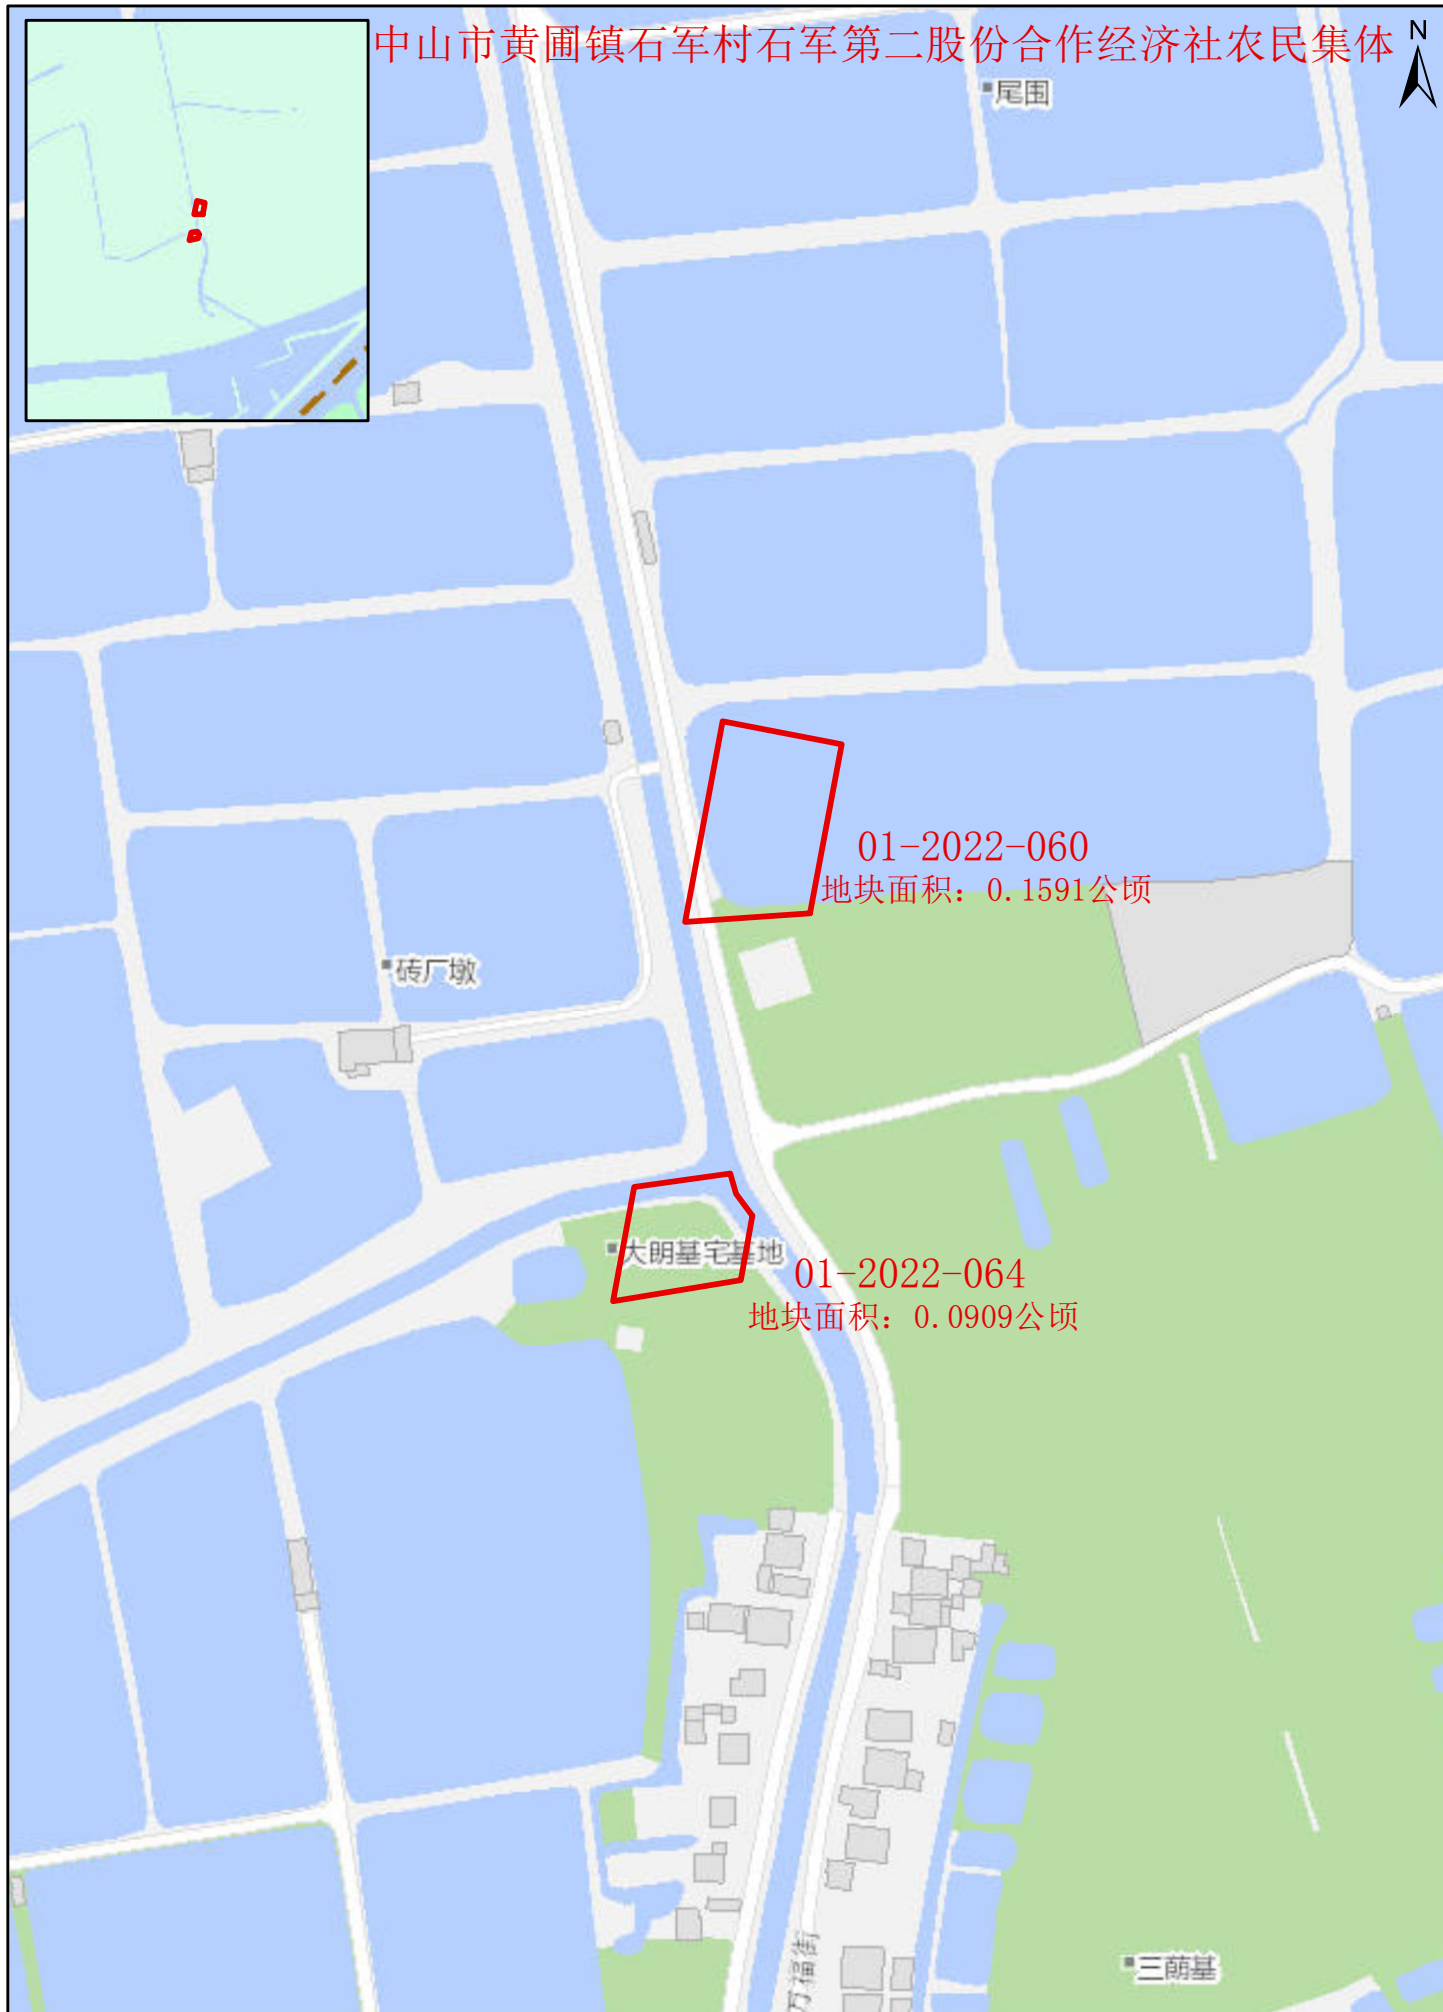 中山市黄圃镇石军村石军第二股份合作经济社农民集体
N
尾围
01-2022-060
地块面积：0.1591公顷
砖厂墩
大朗基宅基地
01-2022-064
地块面积：0.0909公顷
万福街
三蓢基